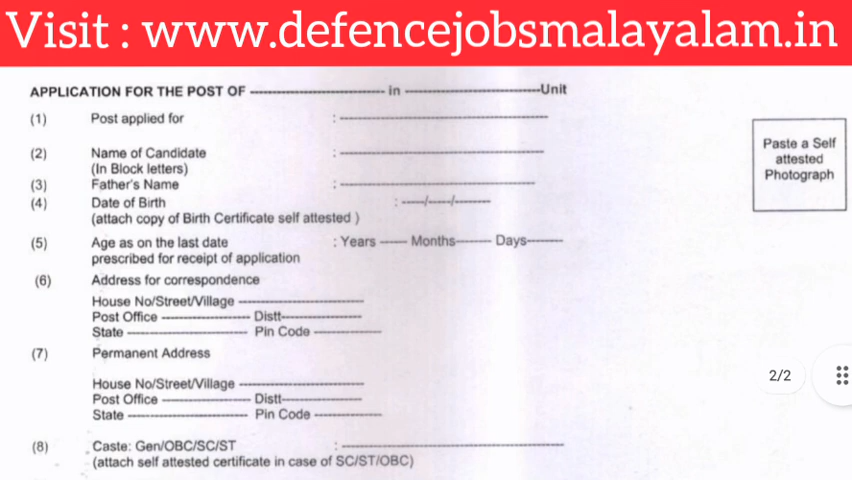 Visit : www.defencejobsmalayalam.in
APPLICATION FOR THE POST OF ------------------------------ in ------------------------------Unit
(1) Post applied for : ---------------------------------------------
(2) Name of Candidate : ---------------------------------------------
(In Block letters)
(3) Father's Name : -------------------------------------------
(4) Date of Birth : -----/-----/--------
(attach copy of Birth Certificate self attested )
(5) Age as on the last date : Years ------ Months-------- Days--------
prescribed for receipt of application
(6) Address for correspondence
House No/Street/Village ----------------------------
Post Office -------------------- Distt------------------
State --------------------------- Pin Code ---------------
(7) Permanent Address
House No/Street/Village ----------------------------
Post Office -------------------- Distt------------------
State --------------------------- Pin Code ---------------
(8) Caste: Gen/OBC/SC/ST : --------------------------------------------------
(attach self attested certificate in case of SC/ST/OBC)
Paste a Self
attested
Photograph
2/2